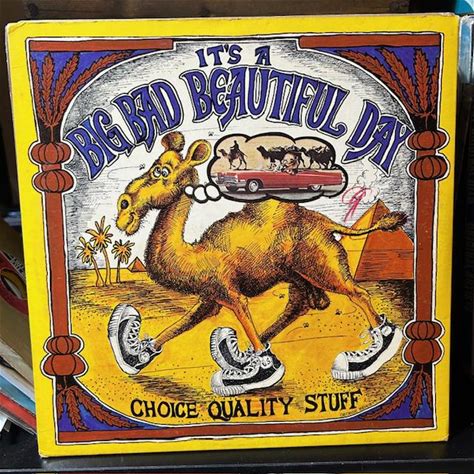 IT'S A
BIG BAD BEAUTIFUL DAY
CHOICE QUALITY STUFF